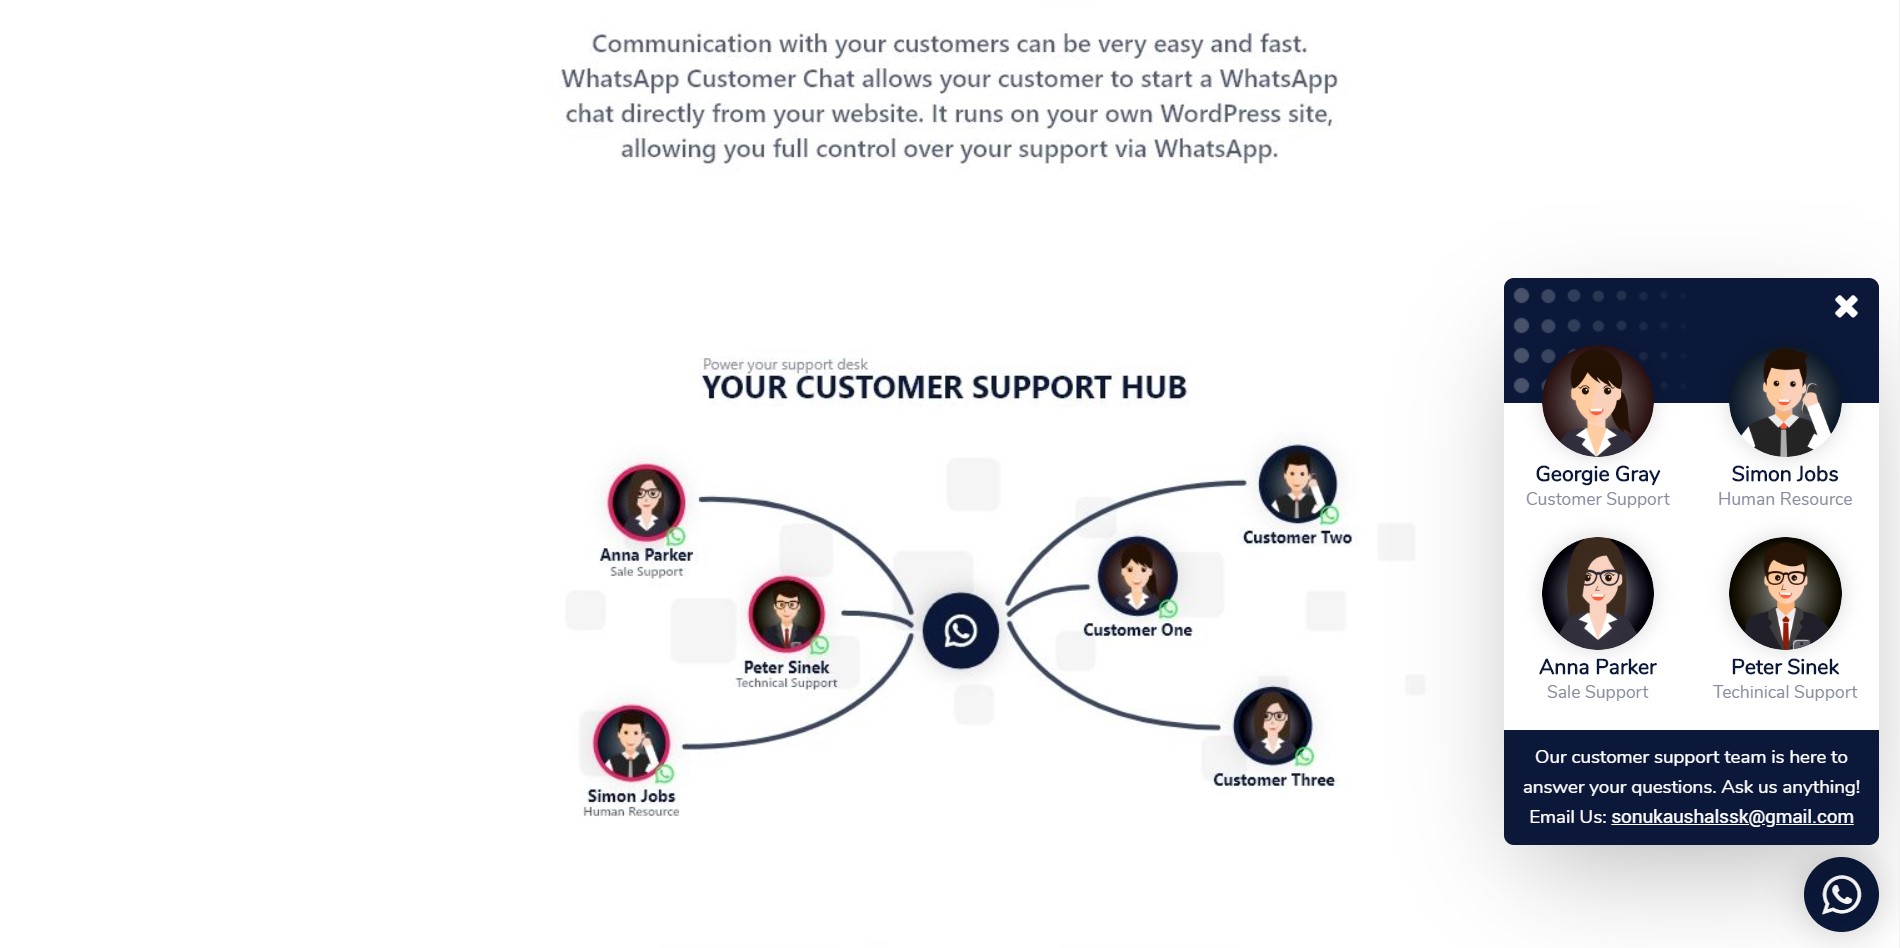 Communication with your customers can be very easy and fast.
WhatsApp Customer Chat allows your customer to start a WhatsApp
chat directly from your website. It runs on your own WordPress site,
allowing you full control over your support via WhatsApp.
Power your support desk
YOUR CUSTOMER SUPPORT HUB
Anna Parker
Sale Support
Peter Sinek
Technical Support
Simon Jobs
Human Resource
Customer Two
Customer One
Customer Three
Georgie Gray
Customer Support
Simon Jobs
Human Resource
Anna Parker
Sale Support
Peter Sinek
Techinical Support
Our customer support team is here to
answer your questions. Ask us anything!
Email Us: sonukaushalssk@gmail.com